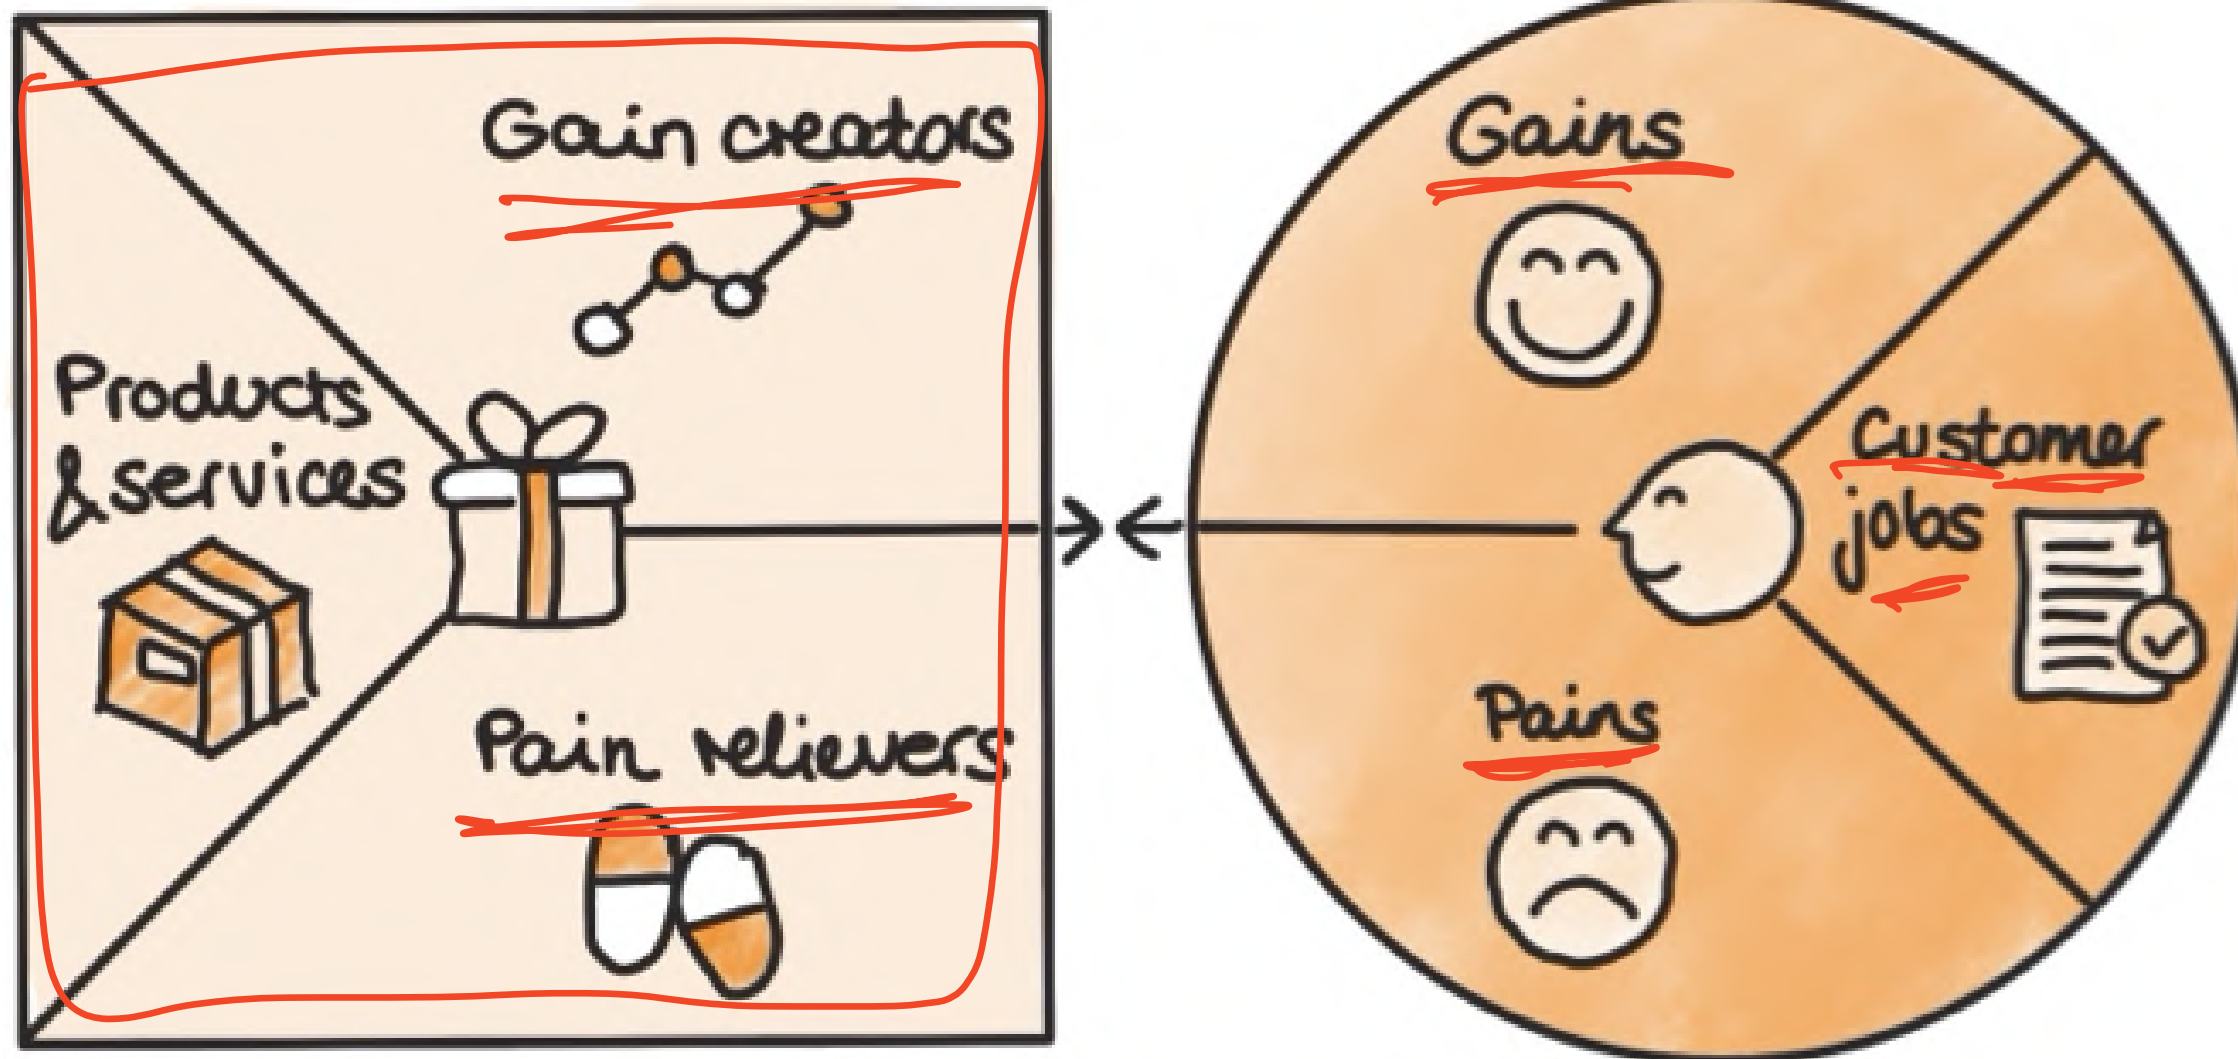 Gain creators
Products
& services
Pain relievers
Gains
Customer
jobs
Pains